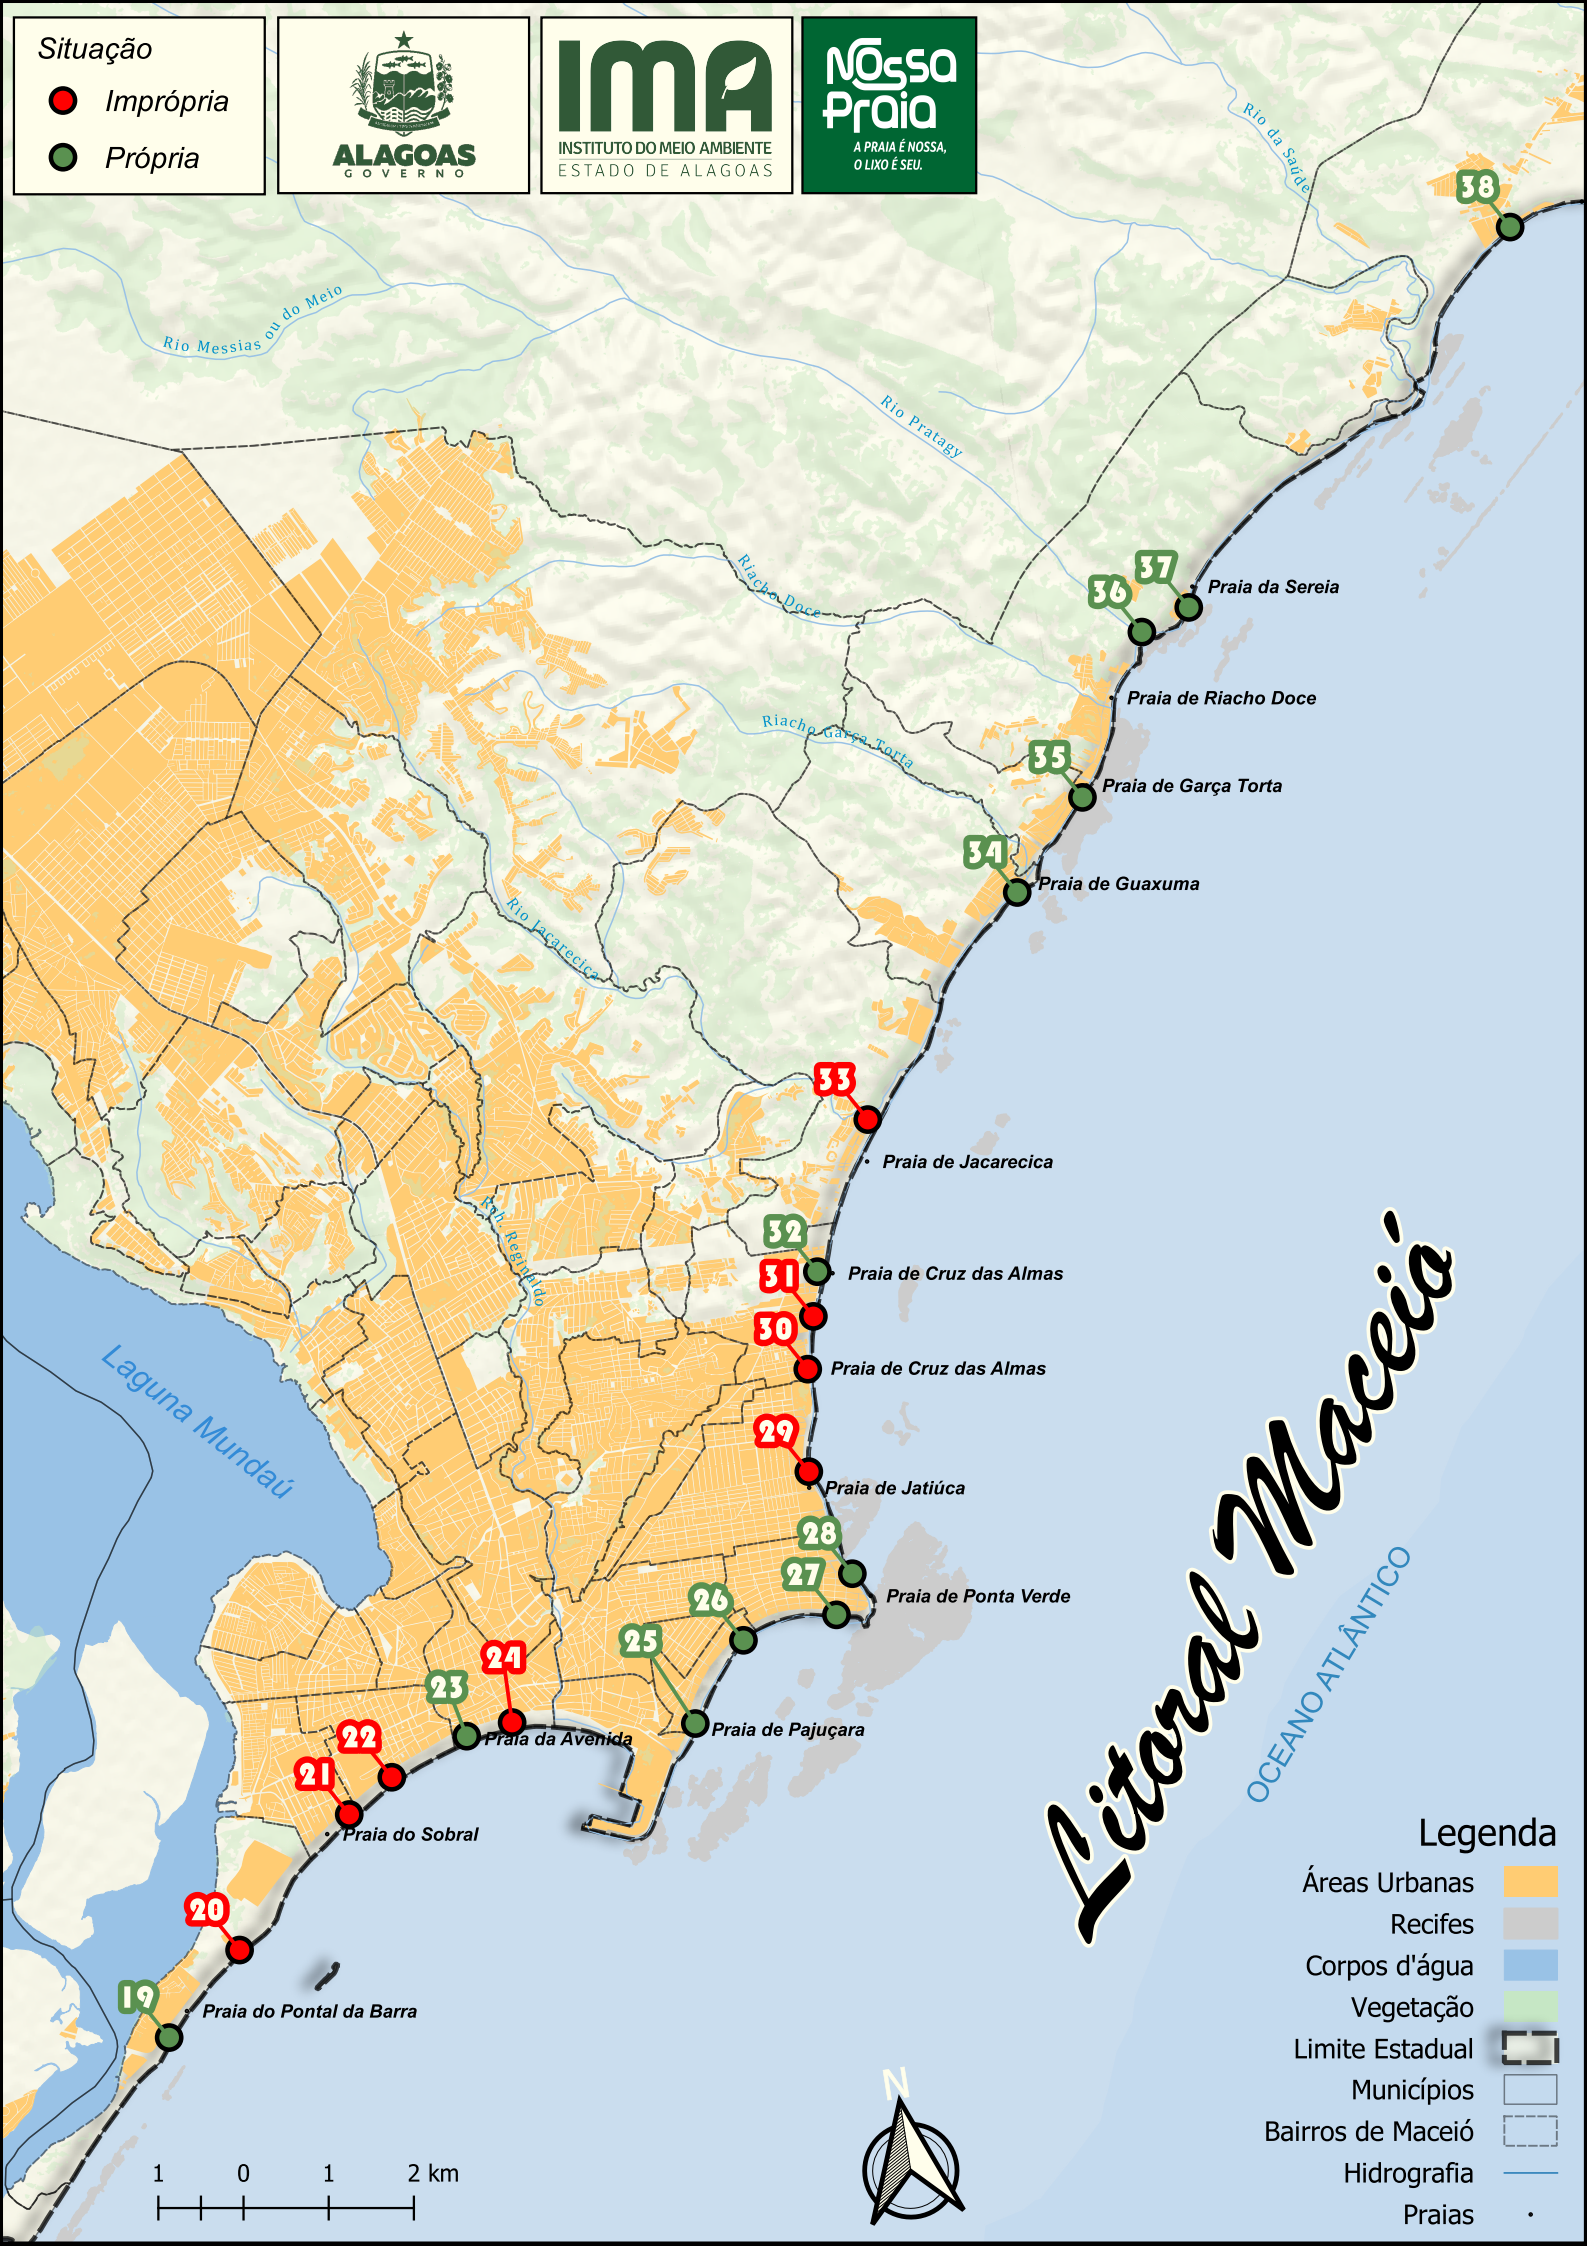 Situação
Imprópria
Própria
ALAGOAS
GOVERNO
IMA
INSTITUTO DO MEIO AMBIENTE
ESTADO DE ALAGOAS
Nossa
Praia
A PRAIA É NOSSA,
O LIXO É SEU.
Rio da Saúde
38
Rio Messias ou do Meio
Rio Pratagy
Riacho Doce
37
36
Praia da Sereia
Praia de Riacho Doce
Riacho Garça Torta
35
Praia de Garça Torta
34
Praia de Guaxuma
Rio Jacarecica
33
Praia de Jacarecica
Rch. Reginaldo
32
31
Praia de Cruz das Almas
30
Praia de Cruz das Almas
Laguna Mundaú
29
Praia de Jatiúca
28
27
Praia de Ponta Verde
26
25
24
23
Praia de Pajuçara
Praia da Avenida
22
21
Praia do Sobral
20
19
Praia do Pontal da Barra
Litoral Maceió
OCEANO ATLÂNTICO
Legenda
Áreas Urbanas
Recifes
Corpos d'água
Vegetação
Limite Estadual
Municípios
Bairros de Maceió
Hidrografia
Praias
N
1 0 1 2 km